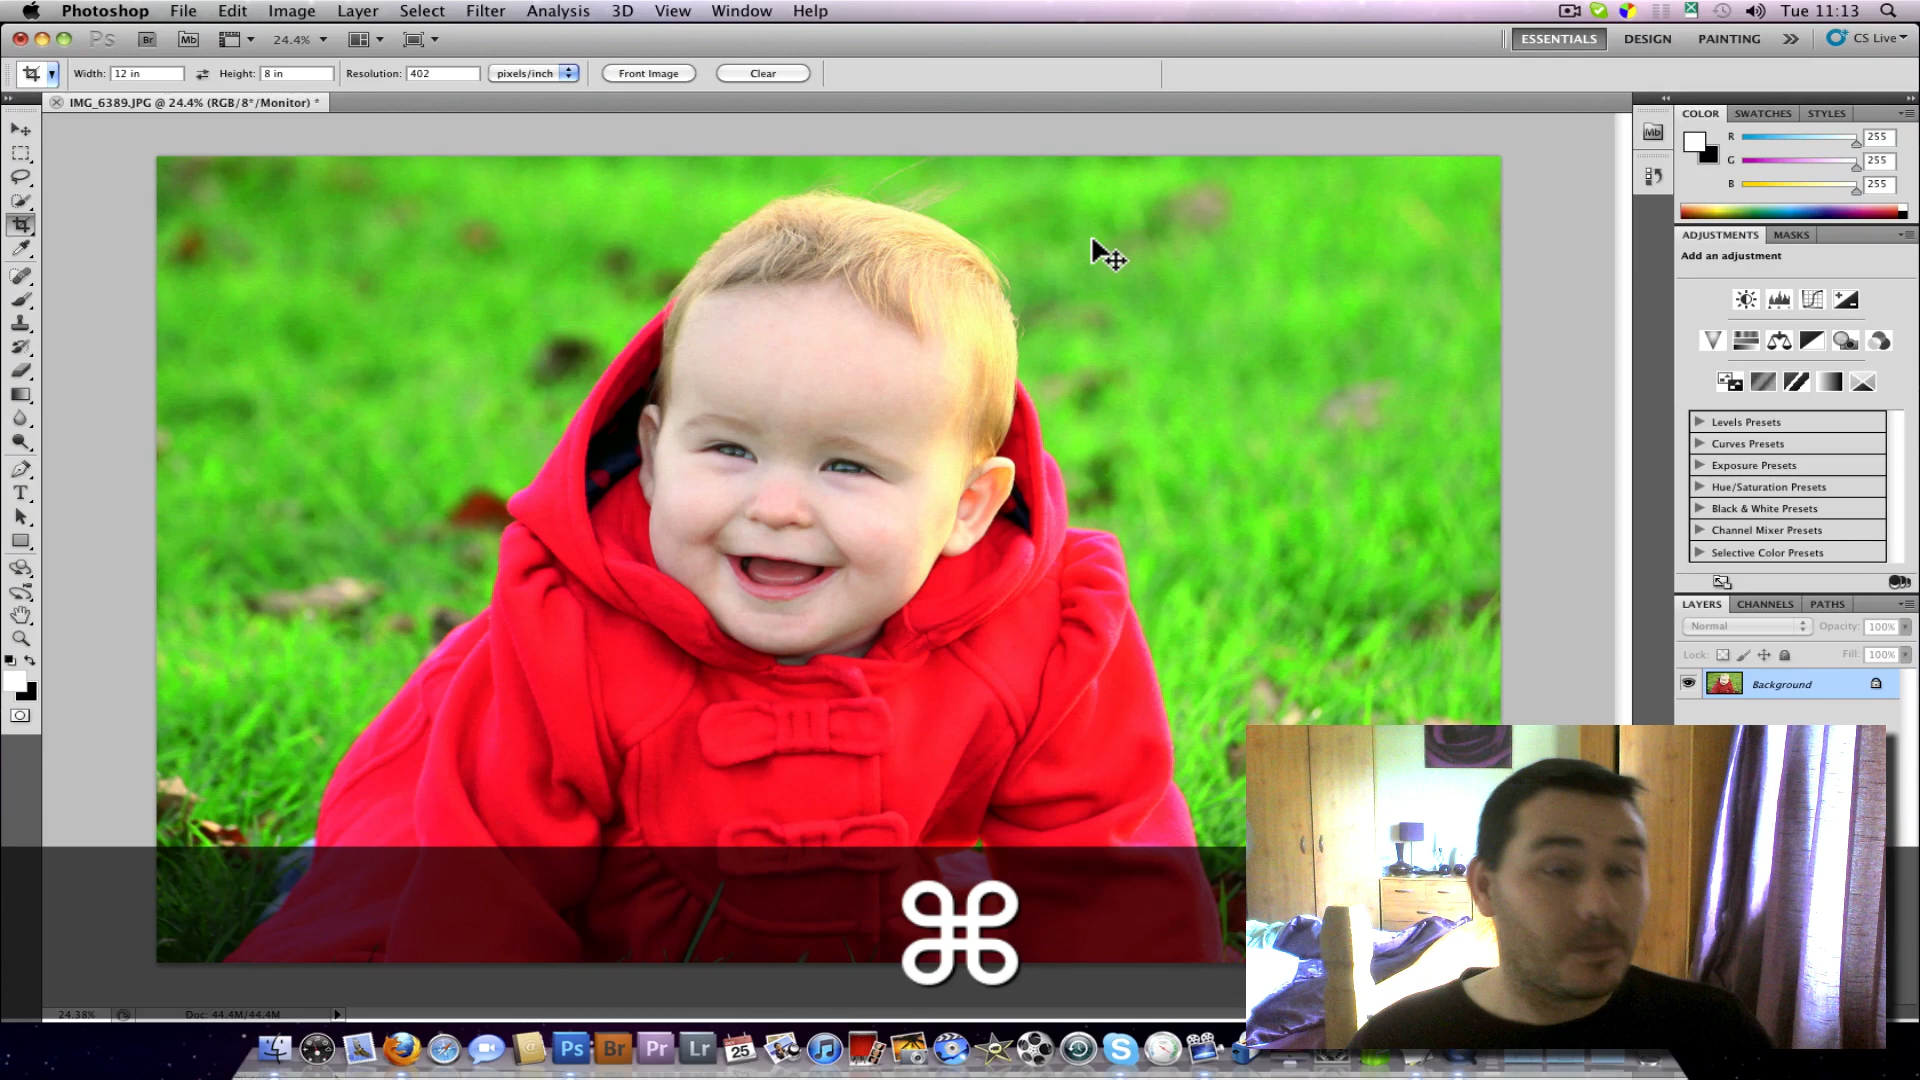 Photoshop File Edit Image Layer Select Filter Analysis 3D View Window Help Tue 11:13
Ps Br Mb 24.4% ESSENTIALS DESIGN PAINTING CS Live
Width: 12 in Height: 8 in Resolution: 402 pixels/inch Front Image Clear
IMG_6389.JPG @ 24.4% (RGB/8*/Monitor) *
COLOR SWATCHES STYLES
Mb
R 255
G 255
B 255
ADJUSTMENTS MASKS
Add an adjustment
Levels Presets
Curves Presets
Exposure Presets
Hue/Saturation Presets
Black & White Presets
Channel Mixer Presets
Selective Color Presets
LAYERS CHANNELS PATHS
Normal Opacity: 100%
Lock: Fill: 100%
Background
T
24.38% Doc: 44.4M/44.4M
Ps Br Pr Lr 25